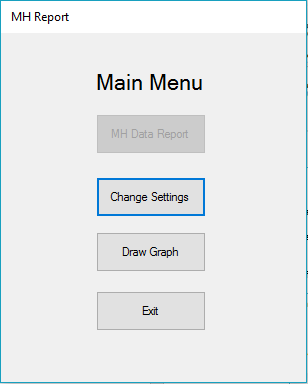 MH Report
Main Menu
MH Data Report
Change Settings
Draw Graph
Exit